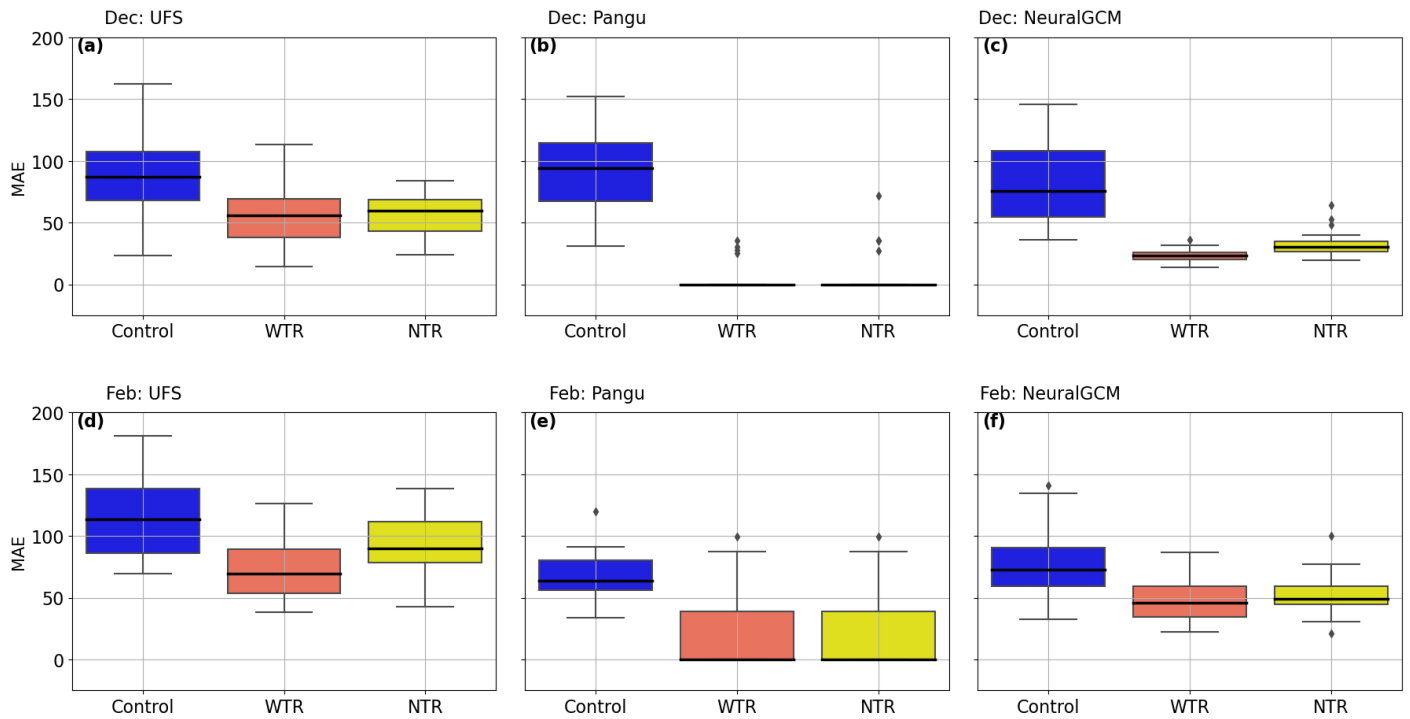 Dec: UFS
Dec: Pangu
Dec: NeuralGCM
(a)
(b)
(c)
200
150
100
50
0
MAE
Control
WTR
NTR
Control
WTR
NTR
Control
WTR
NTR
Feb: UFS
Feb: Pangu
Feb: NeuralGCM
(d)
(e)
(f)
200
150
100
50
0
MAE
Control
WTR
NTR
Control
WTR
NTR
Control
WTR
NTR